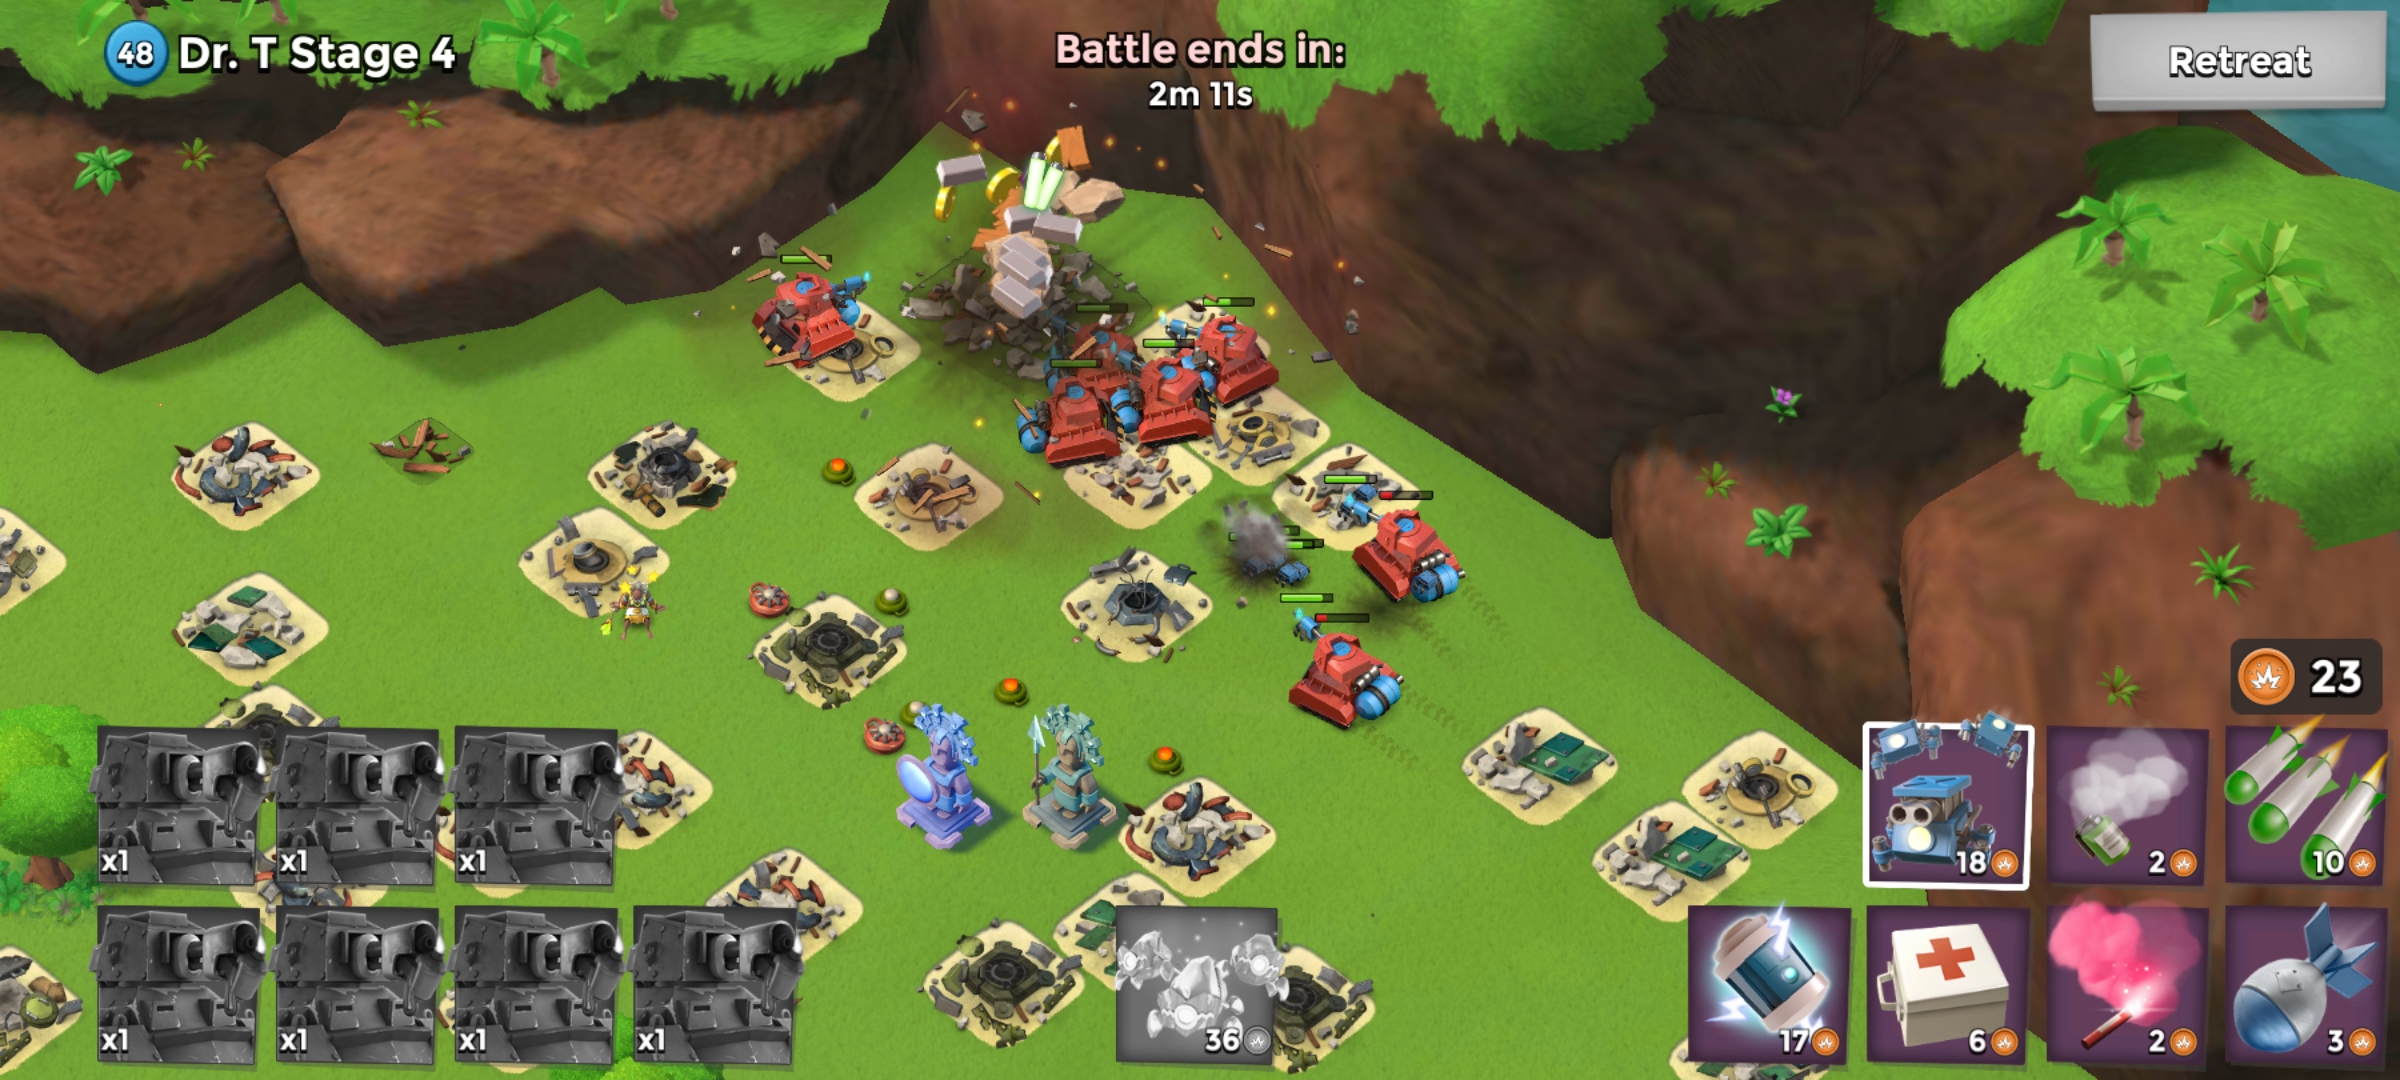 48 Dr. T Stage 4
Battle ends in:
2m 11s
Retreat
23
x1
x1
x1
18
2
10
x1
x1
x1
x1
36
17
6
2
3